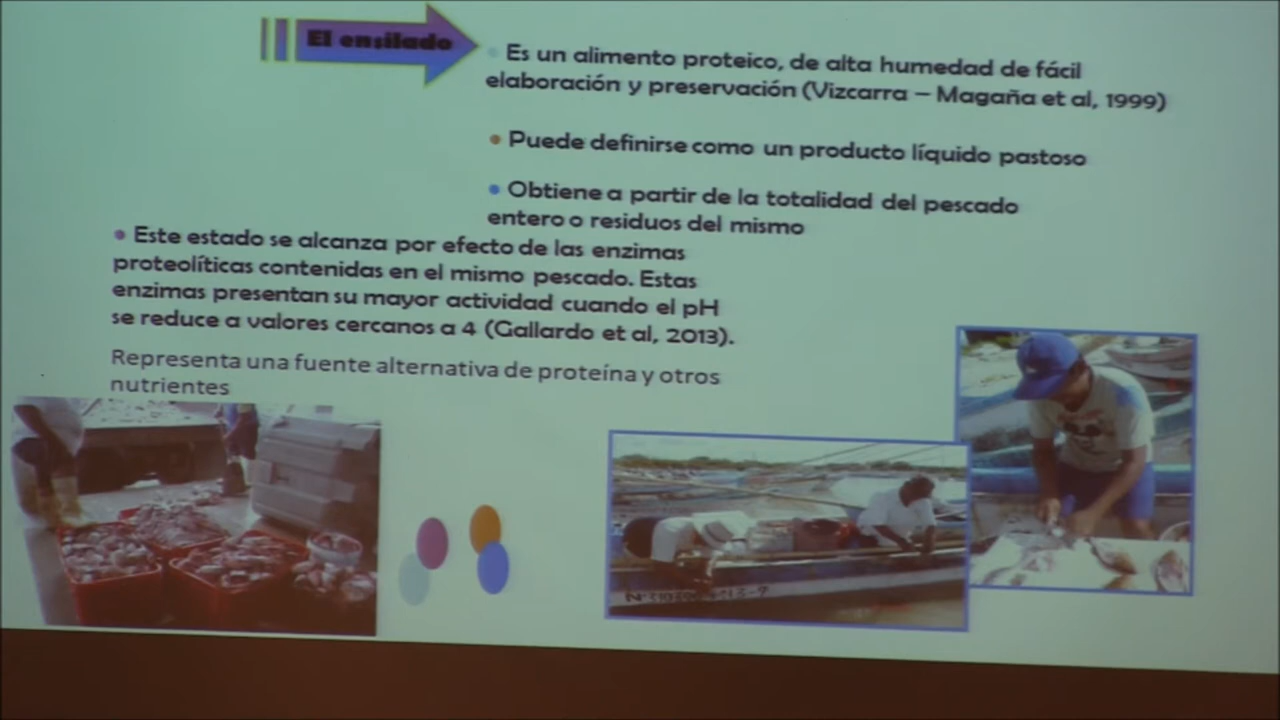 El ensilado
Es un alimento proteico, de alta humedad de fácil
elaboración y preservación (Vizcarra – Magaña et al, 1999)
• Puede definirse como un producto líquido pastoso
• Obtiene a partir de la totalidad del pescado
entero o residuos del mismo
• Este estado se alcanza por efecto de las enzimas
proteolíticas contenidas en el mismo pescado. Estas
enzimas presentan su mayor actividad cuando el pH
se reduce a valores cercanos a 4 (Gallardo et al, 2013).
Representa una fuente alternativa de proteína y otros
nutrientes